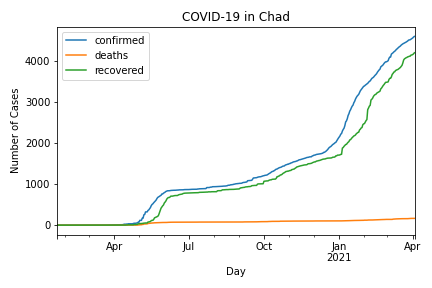 COVID-19 in Chad
confirmed
deaths
recovered
Number of Cases
4000
3000
2000
1000
0
Apr
Jul
Oct
Jan
2021
Apr
Day